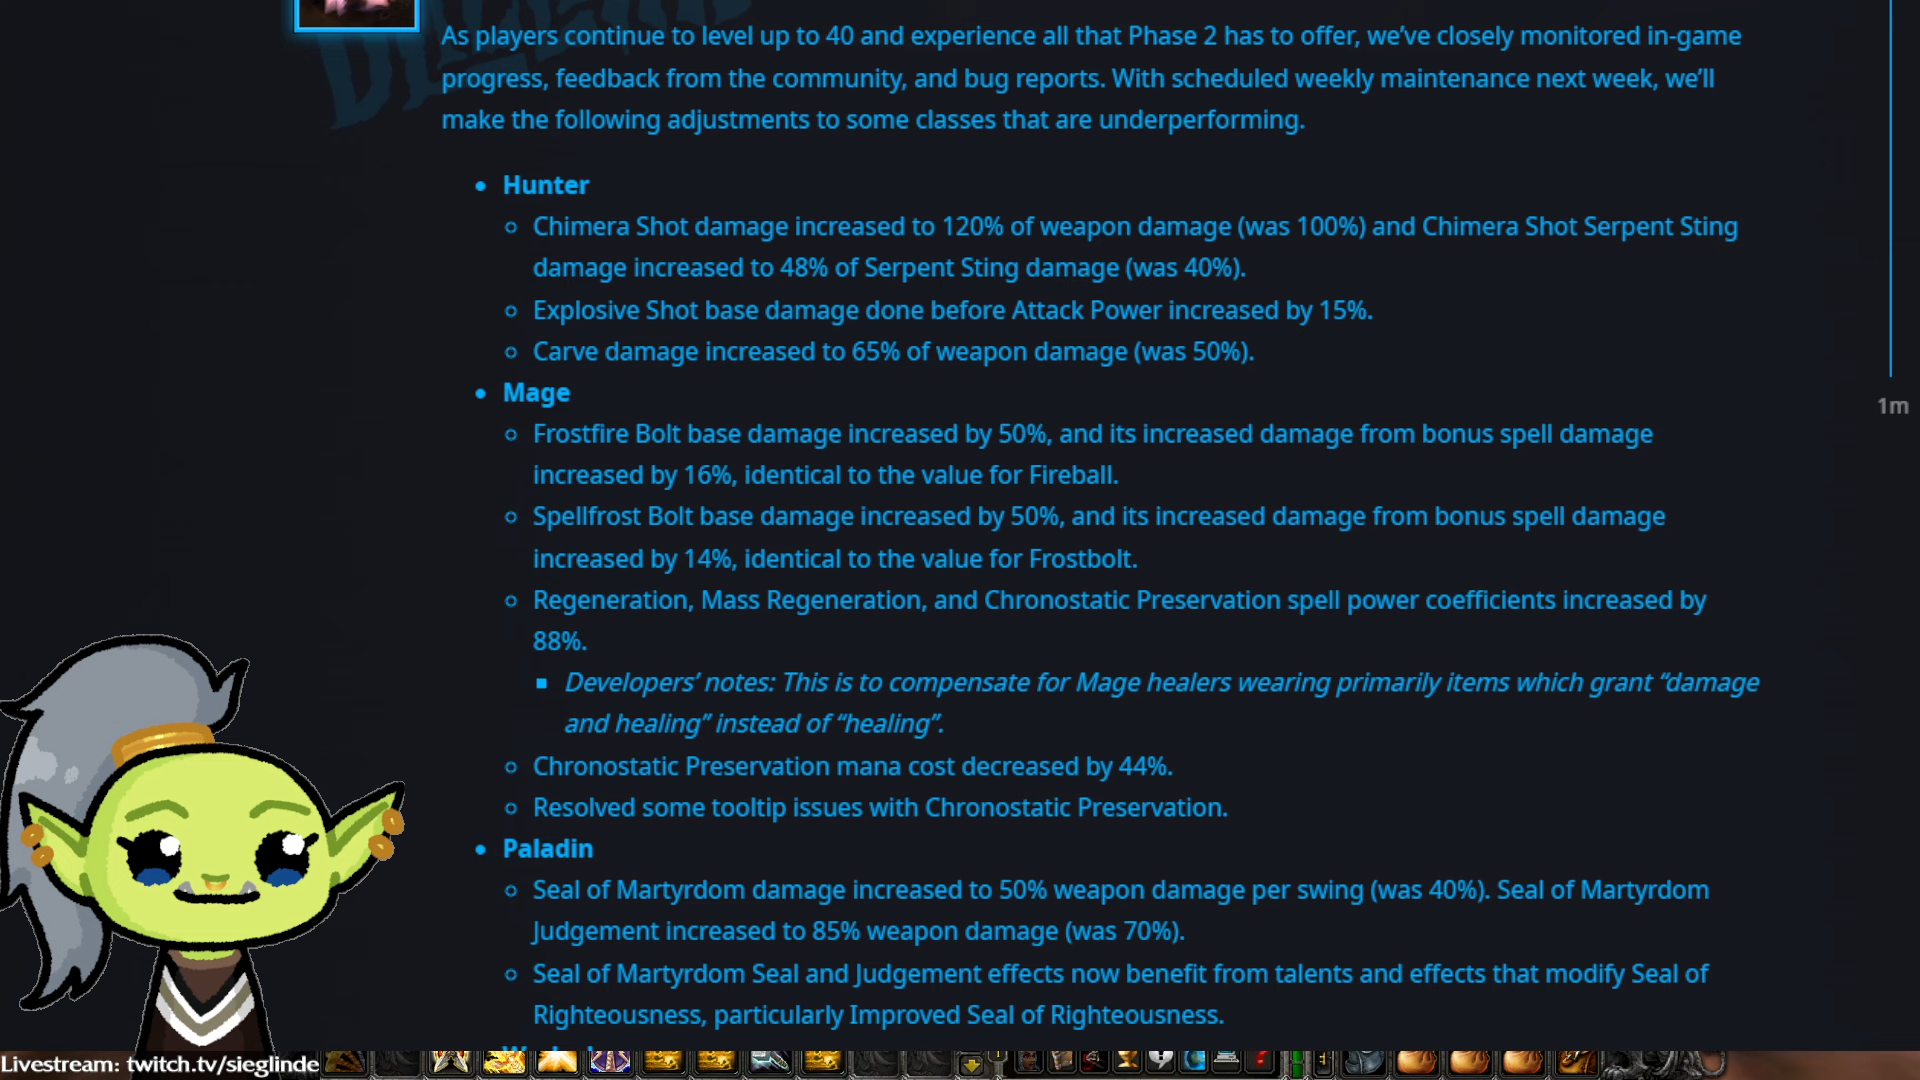 As players continue to level up to 40 and experience all that Phase 2 has to offer, we’ve closely monitored in-game
progress, feedback from the community, and bug reports. With scheduled weekly maintenance next week, we’ll
make the following adjustments to some classes that are underperforming.
Hunter
Chimera Shot damage increased to 120% of weapon damage (was 100%) and Chimera Shot Serpent Sting
damage increased to 48% of Serpent Sting damage (was 40%).
Explosive Shot base damage done before Attack Power increased by 15%.
Carve damage increased to 65% of weapon damage (was 50%).
Mage
1m
Frostfire Bolt base damage increased by 50%, and its increased damage from bonus spell damage
increased by 16%, identical to the value for Fireball.
Spellfrost Bolt base damage increased by 50%, and its increased damage from bonus spell damage
increased by 14%, identical to the value for Frostbolt.
Regeneration, Mass Regeneration, and Chronostatic Preservation spell power coefficients increased by
88%.
Developers’ notes: This is to compensate for Mage healers wearing primarily items which grant “damage
and healing” instead of “healing”.
Chronostatic Preservation mana cost decreased by 44%.
Resolved some tooltip issues with Chronostatic Preservation.
Paladin
Seal of Martyrdom damage increased to 50% weapon damage per swing (was 40%). Seal of Martyrdom
Judgement increased to 85% weapon damage (was 70%).
Seal of Martyrdom Seal and Judgement effects now benefit from talents and effects that modify Seal of
Righteousness, particularly Improved Seal of Righteousness.
Livestream: twitch.tv/sieglinde